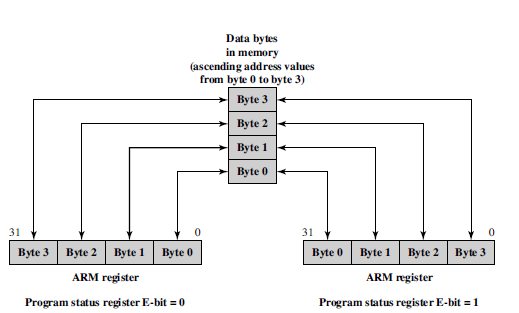 Data bytes
in memory
(ascending address values
from byte 0 to byte 3)
Byte 3
Byte 2
Byte 1
Byte 0
31 0 31 0
Byte 3 Byte 2 Byte 1 Byte 0 Byte 0 Byte 1 Byte 2 Byte 3
ARM register ARM register
Program status register E-bit = 0 Program status register E-bit = 1